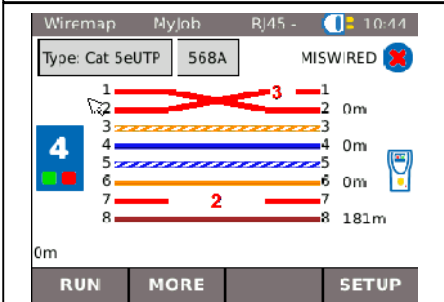 Wiremap MyJob RJ45 - 10:44
Type: Cat 5eUTP 568A MISWIRED
1 3 1
2 2 0m
3 3
4 4 4 0m
5 5
6 6 0m
7 2 7
8 8 181m
0m
RUN MORE SETUP